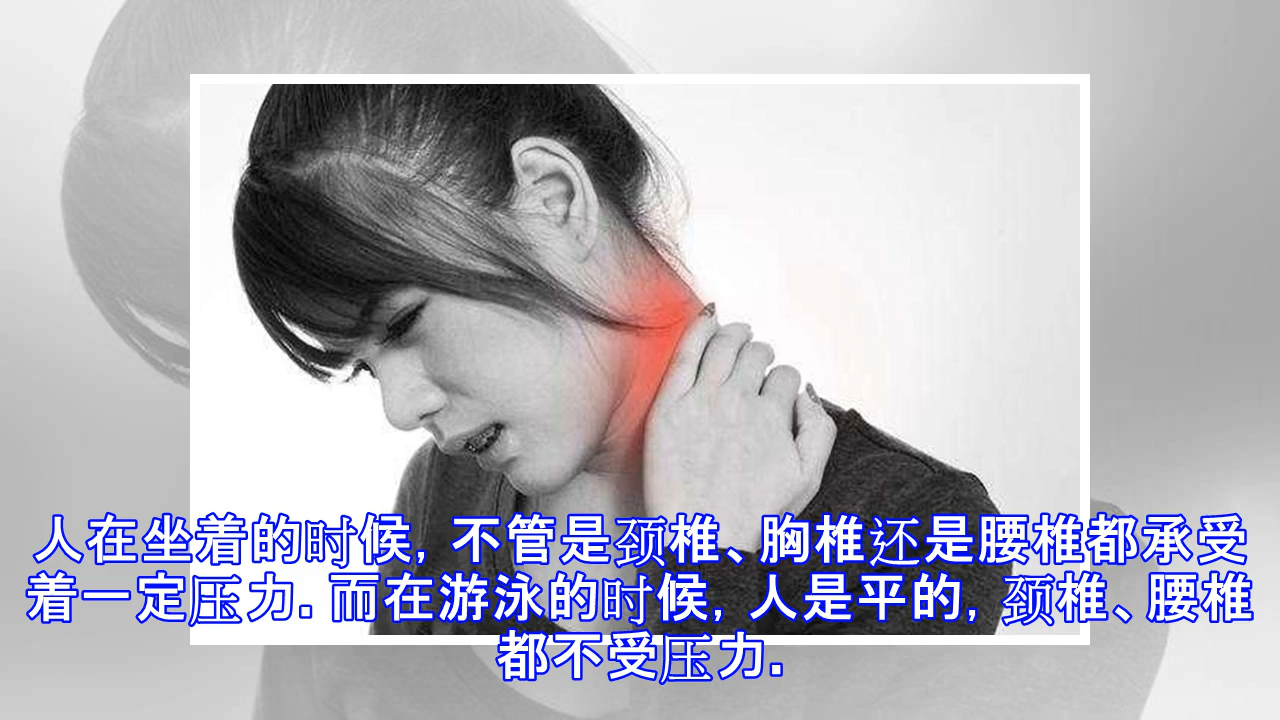 人在坐着的时候, 不管是颈椎、胸椎还是腰椎都承受
着一定压力. 而在游泳的时候, 人是平的, 颈椎、腰椎
都不受压力.